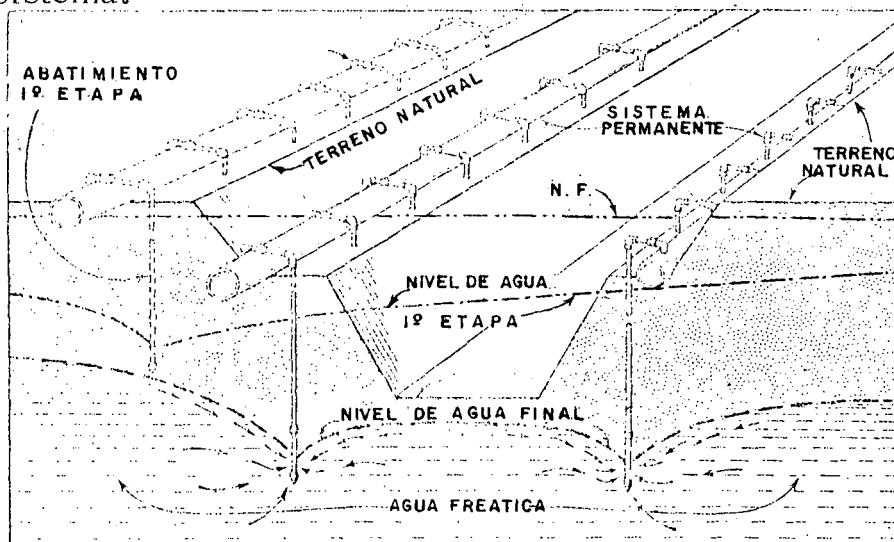 sistema.
ABATIMIENTO
1º ETAPA
TERRENO NATURAL
SISTEMA
PERMANENTE
TERRENO
NATURAL
N.F.
NIVEL DE AGUA
1º ETAPA
NIVEL DE AGUA FINAL
AGUA FREATICA